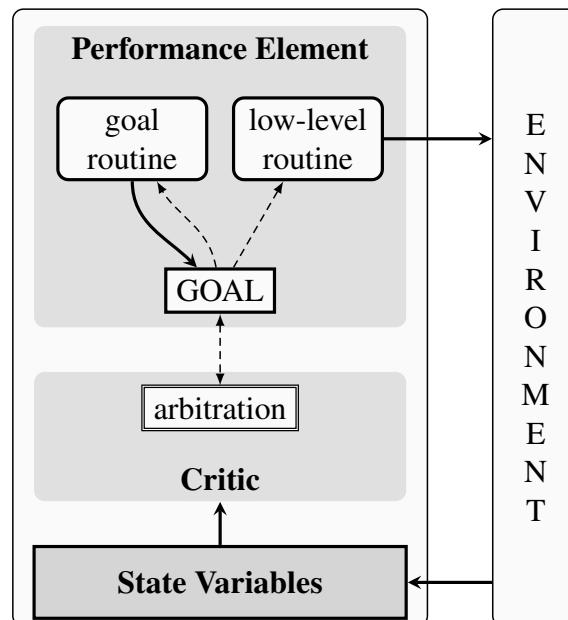 Performance Element
goal
routine
low-level
routine
GOAL
arbitration
Critic
State Variables
E
N
V
I
R
O
N
M
E
N
T